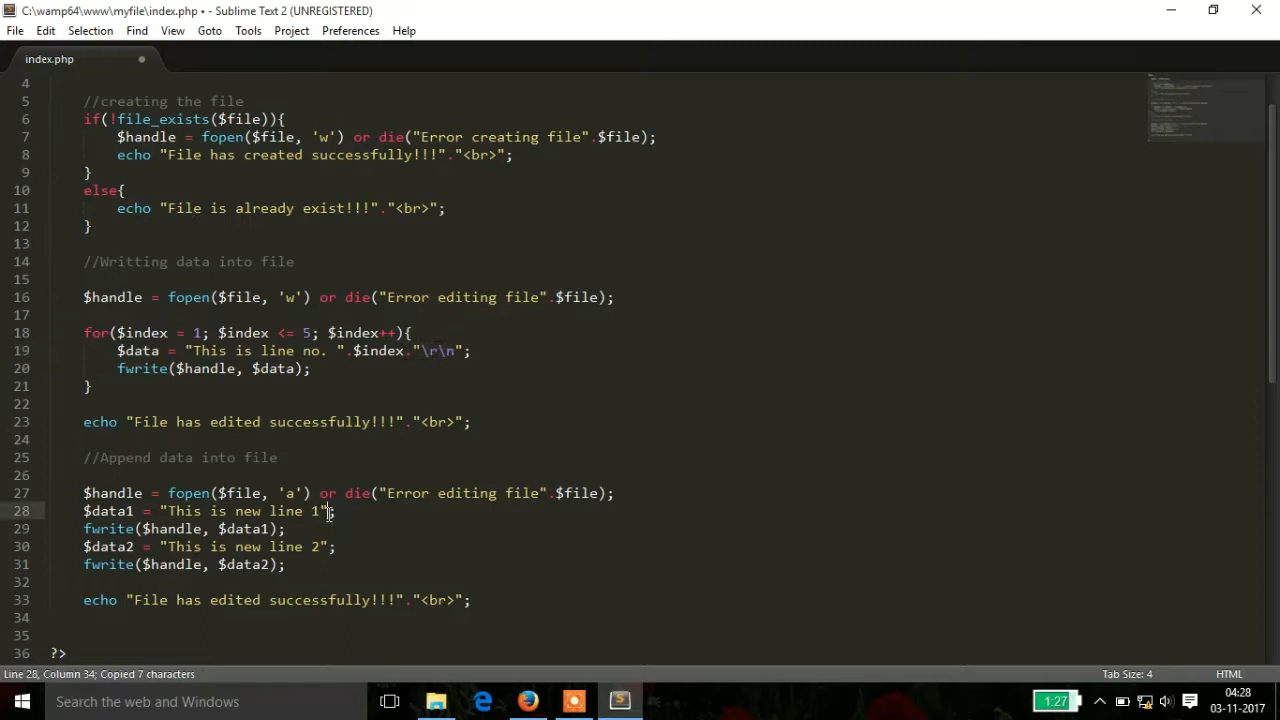 C:\wamp64\www\myfile\index.php • - Sublime Text 2 (UNREGISTERED)
File Edit Selection Find View Goto Tools Project Preferences Help
index.php
4
5 //creating the file
6 if(!file_exists($file)){
7 $handle = fopen($file, 'w') or die("Error creating file".$file);
8 echo "File has created successfully!!!"."<br>";
9 }
10 else{
11 echo "File is already exist!!!"."<br>";
12 }
13
14 //Writting data into file
15
16 $handle = fopen($file, 'w') or die("Error editing file".$file);
17
18 for($index = 1; $index <= 5; $index++){
19 $data = "This is line no. ".$index."\r\n";
20 fwrite($handle, $data);
21 }
22
23 echo "File has edited successfully!!!"."<br>";
24
25 //Append data into file
26
27 $handle = fopen($file, 'a') or die("Error editing file".$file);
28 $data1 = "This is new line 1";
29 fwrite($handle, $data1);
30 $data2 = "This is new line 2";
31 fwrite($handle, $data2);
32
33 echo "File has edited successfully!!!"."<br>";
34
35
36 ?>
Line 28, Column 34; Copied 7 characters Tab Size: 4 HTML
Search the web and Windows
1:27
04:28
03-11-2017